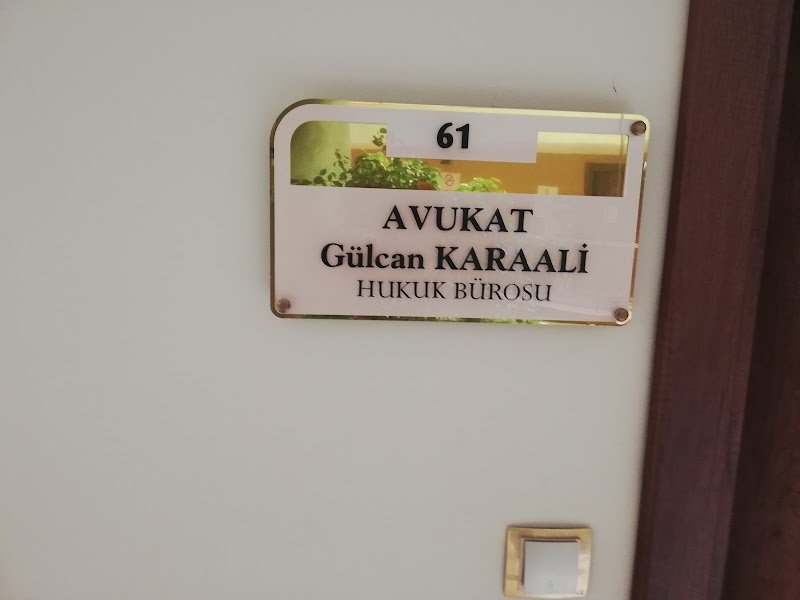 61
AVUKAT
Gülcan KARAALİ
HUKUK BÜROSU